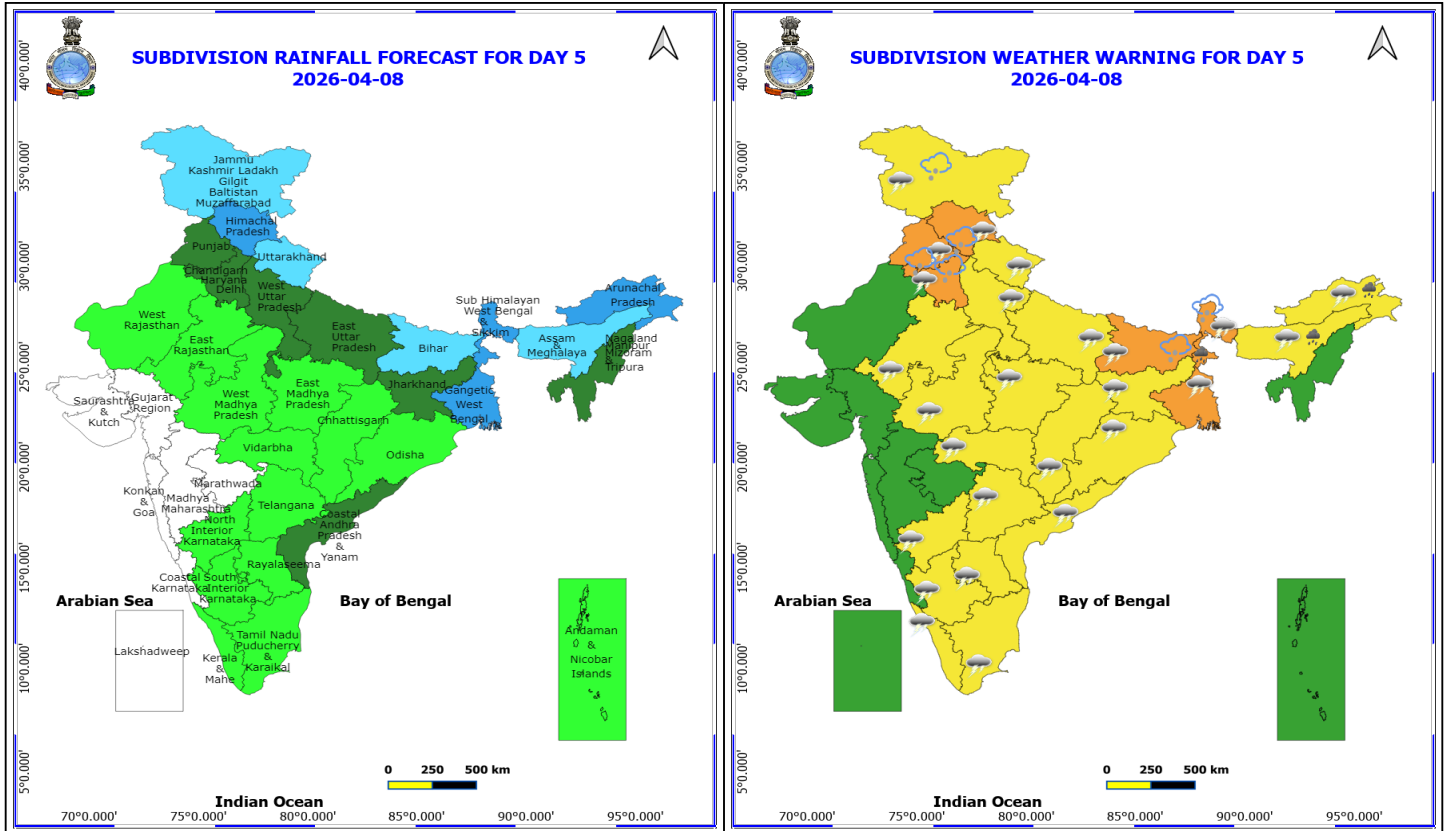 SUBDIVISION RAINFALL FORECAST FOR DAY 5
2026-04-08
40°0.000'
35°0.000'
30°0.000'
25°0.000'
20°0.000'
15°0.000'
10°0.000'
5°0.000'
Jammu
Kashmir Ladakh
Gilgit
Baltistan
Muzaffarabad
Himachal
Pradesh
Punjab
Uttarakhand
Chandigarh
Haryana
Delhi
West
Uttar
Pradesh
East
Uttar
Pradesh
West
Rajasthan
East
Rajasthan
Bihar
Sub Himalayan
West Bengal
&
Sikkim
Arunachal
Pradesh
Assam
&
Meghalaya
Nagaland
Manipur
Mizoram
&
Tripura
Jharkhand
Gangetic
West
Bengal
Saurashtra
&
Kutch
Gujarat
Region
West
Madhya
Pradesh
East
Madhya
Pradesh
Chhattisgarh
Vidarbha
Odisha
Konkan
&
Goa
Madhya
Maharashtra
Marathwada
Telangana
North
Interior
Karnataka
Coastal
Andhra
Pradesh
&
Yanam
Rayalaseema
Coastal
Karnataka
South
Interior
Karnataka
Arabian Sea
Bay of Bengal
Lakshadweep
Kerala
&
Mahe
Tamil Nadu
Puducherry
&
Karaikal
Andaman
&
Nicobar
Islands
0 250 500 km
Indian Ocean
70°0.000' 75°0.000' 80°0.000' 85°0.000' 90°0.000' 95°0.000'
SUBDIVISION WEATHER WARNING FOR DAY 5
2026-04-08
40°0.000'
35°0.000'
30°0.000'
25°0.000'
20°0.000'
15°0.000'
10°0.000'
5°0.000'
Arabian Sea
Bay of Bengal
0 250 500 km
Indian Ocean
70°0.000' 75°0.000' 80°0.000' 85°0.000' 90°0.000' 95°0.000'